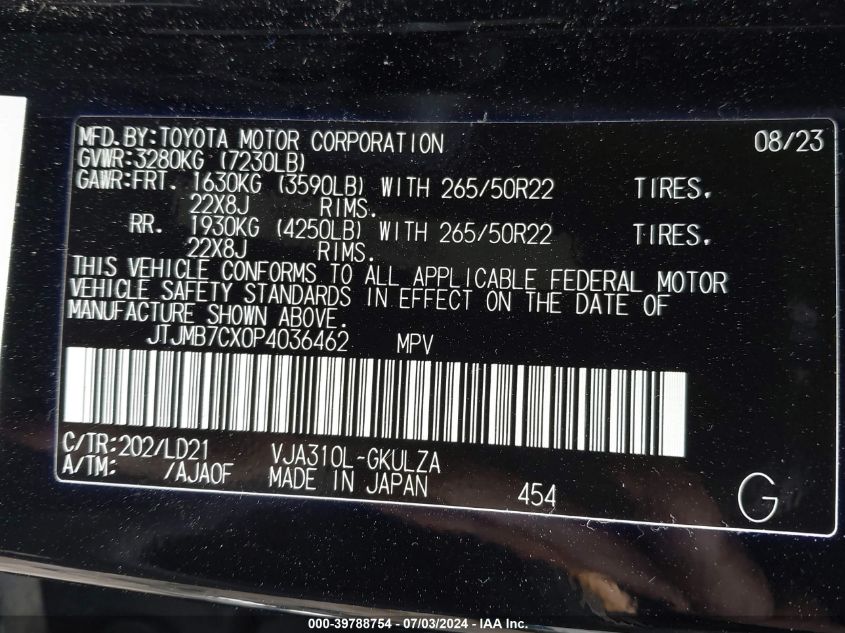 MFD.BY:TOYOTA MOTOR CORPORATION 08/23
GVWR:3280KG (7230LB)
GAWR:FRT. 1630KG (3590LB) WITH 265/50R22 TIRES.
22X8J RIMS.
RR. 1930KG (4250LB) WITH 265/50R22 TIRES.
22X8J RIMS.
THIS VEHICLE CONFORMS TO ALL APPLICABLE FEDERAL MOTOR
VEHICLE SAFETY STANDARDS IN EFFECT ON THE DATE OF
MANUFACTURE SHOWN ABOVE.
JTJMB7CX0P4036462 MPV
C/TR:202/LD21 VJA310L-GKULZA
A/TM: /AJA0F MADE IN JAPAN 454 G
000-39788754 - 07/03/2024 - IAA Inc.